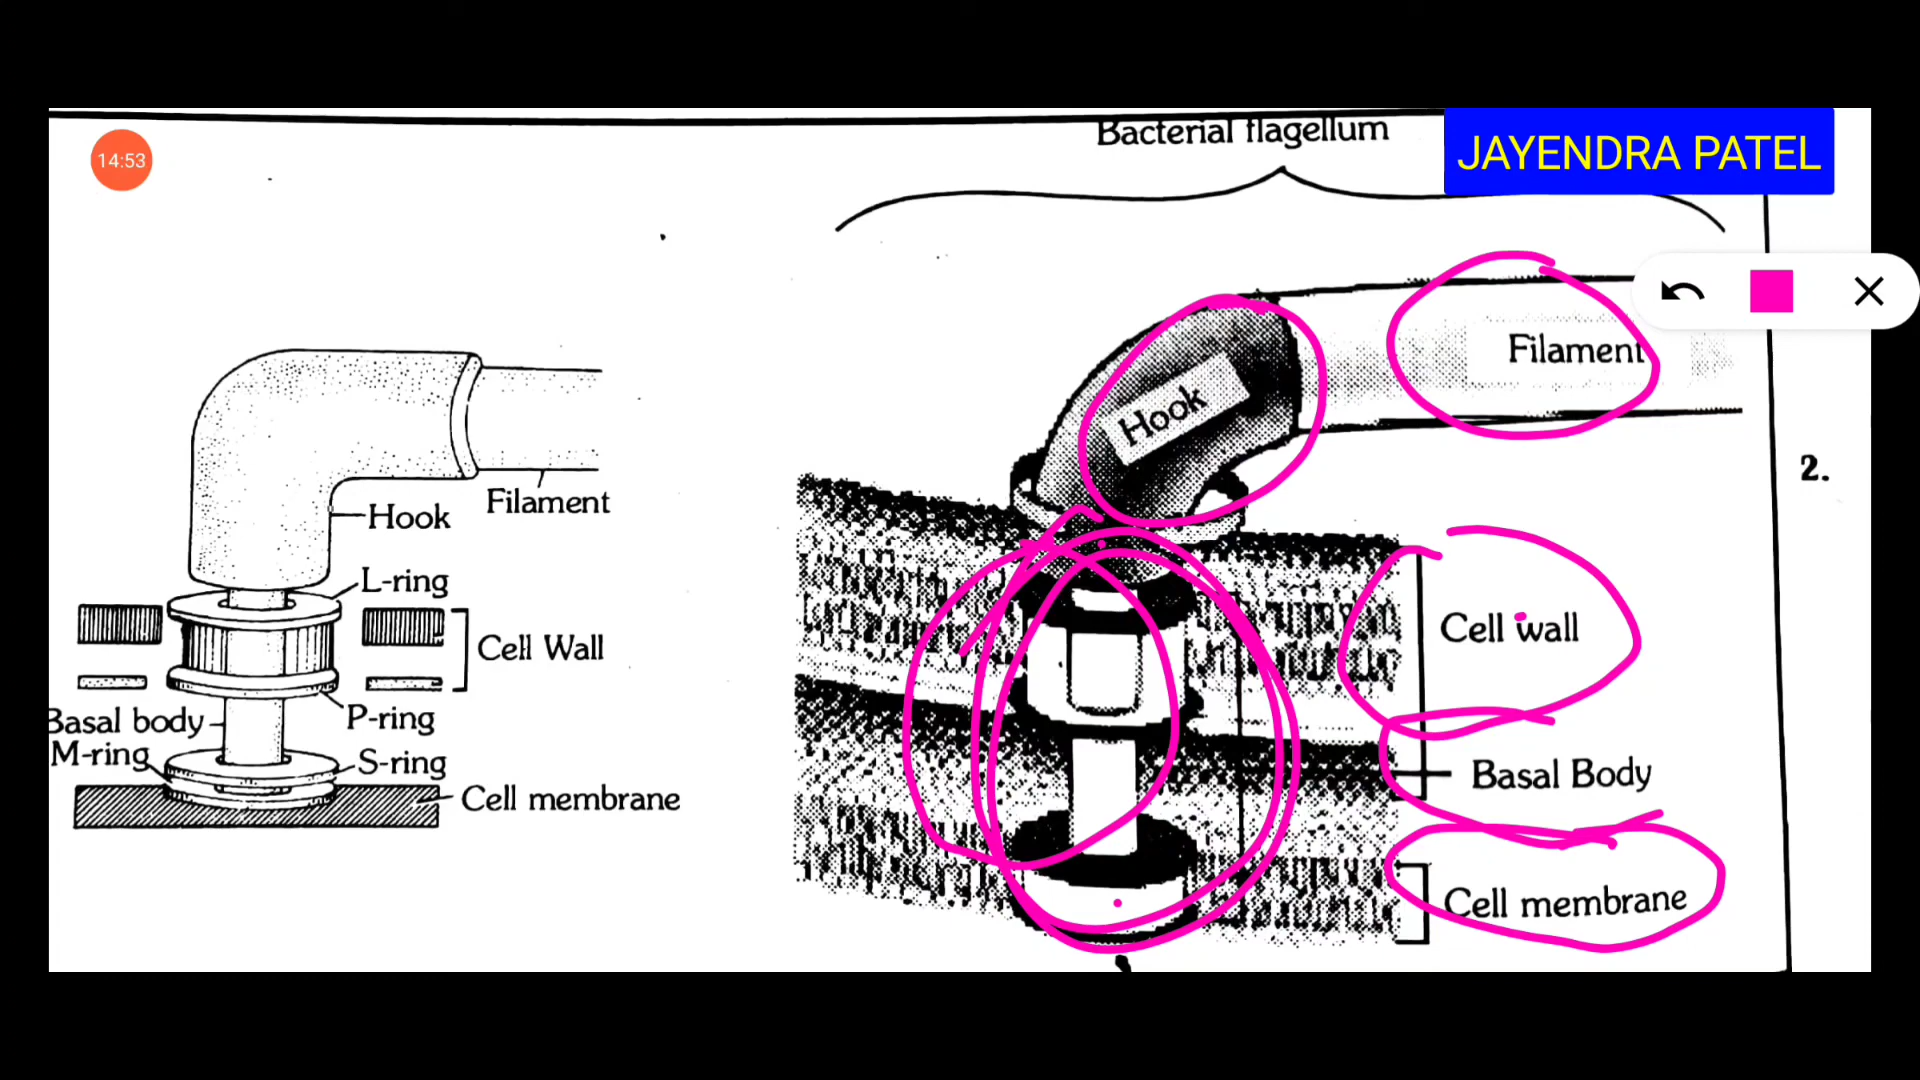 Bacterial flagellum
JAYENDRA PATEL
14:53
Filament
Hook
2.
Filament
Hook
L-ring
Cell Wall
Cell wall
Basal body
P-ring
M-ring
S-ring
Basal Body
Cell membrane
Cell membrane